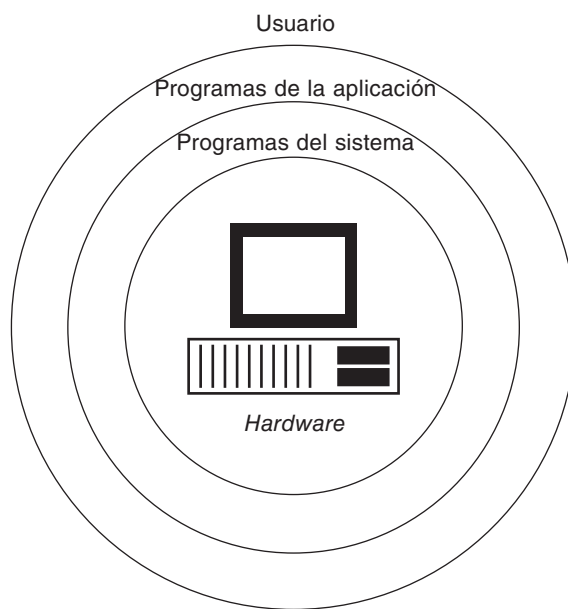 Usuario
Programas de la aplicación
Programas del sistema
Hardware